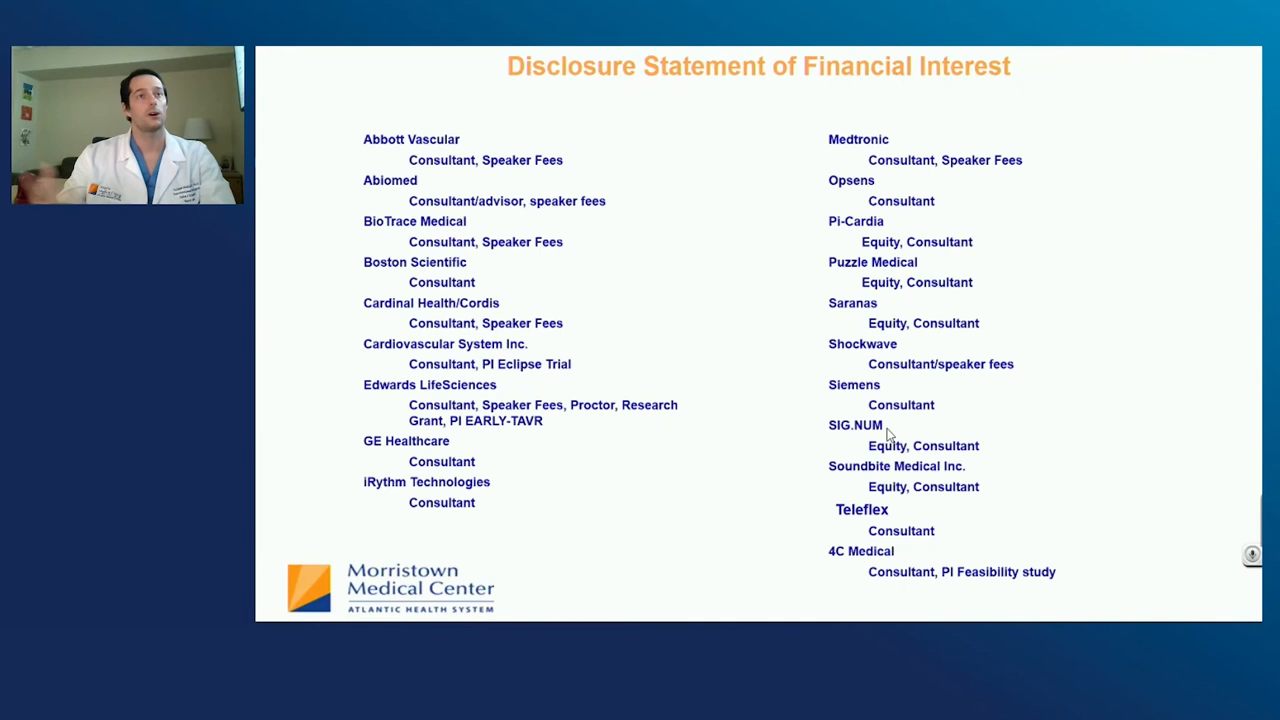 Disclosure Statement of Financial Interest
Abbott Vascular
Consultant, Speaker Fees
Abiomed
Consultant/advisor, speaker fees
BioTrace Medical
Consultant, Speaker Fees
Boston Scientific
Consultant
Cardinal Health/Cordis
Consultant, Speaker Fees
Cardiovascular System Inc.
Consultant, PI Eclipse Trial
Edwards LifeSciences
Consultant, Speaker Fees, Proctor, Research
Grant, PI EARLY-TAVR
GE Healthcare
Consultant
iRythm Technologies
Consultant
Medtronic
Consultant, Speaker Fees
Opsens
Consultant
Pi-Cardia
Equity, Consultant
Puzzle Medical
Equity, Consultant
Saranas
Equity, Consultant
Shockwave
Consultant/speaker fees
Siemens
Consultant
SIG.NUM
Equity, Consultant
Soundbite Medical Inc.
Equity, Consultant
Teleflex
Consultant
4C Medical
Consultant, PI Feasibility study
Morristown
Medical Center
ATLANTIC HEALTH SYSTEM